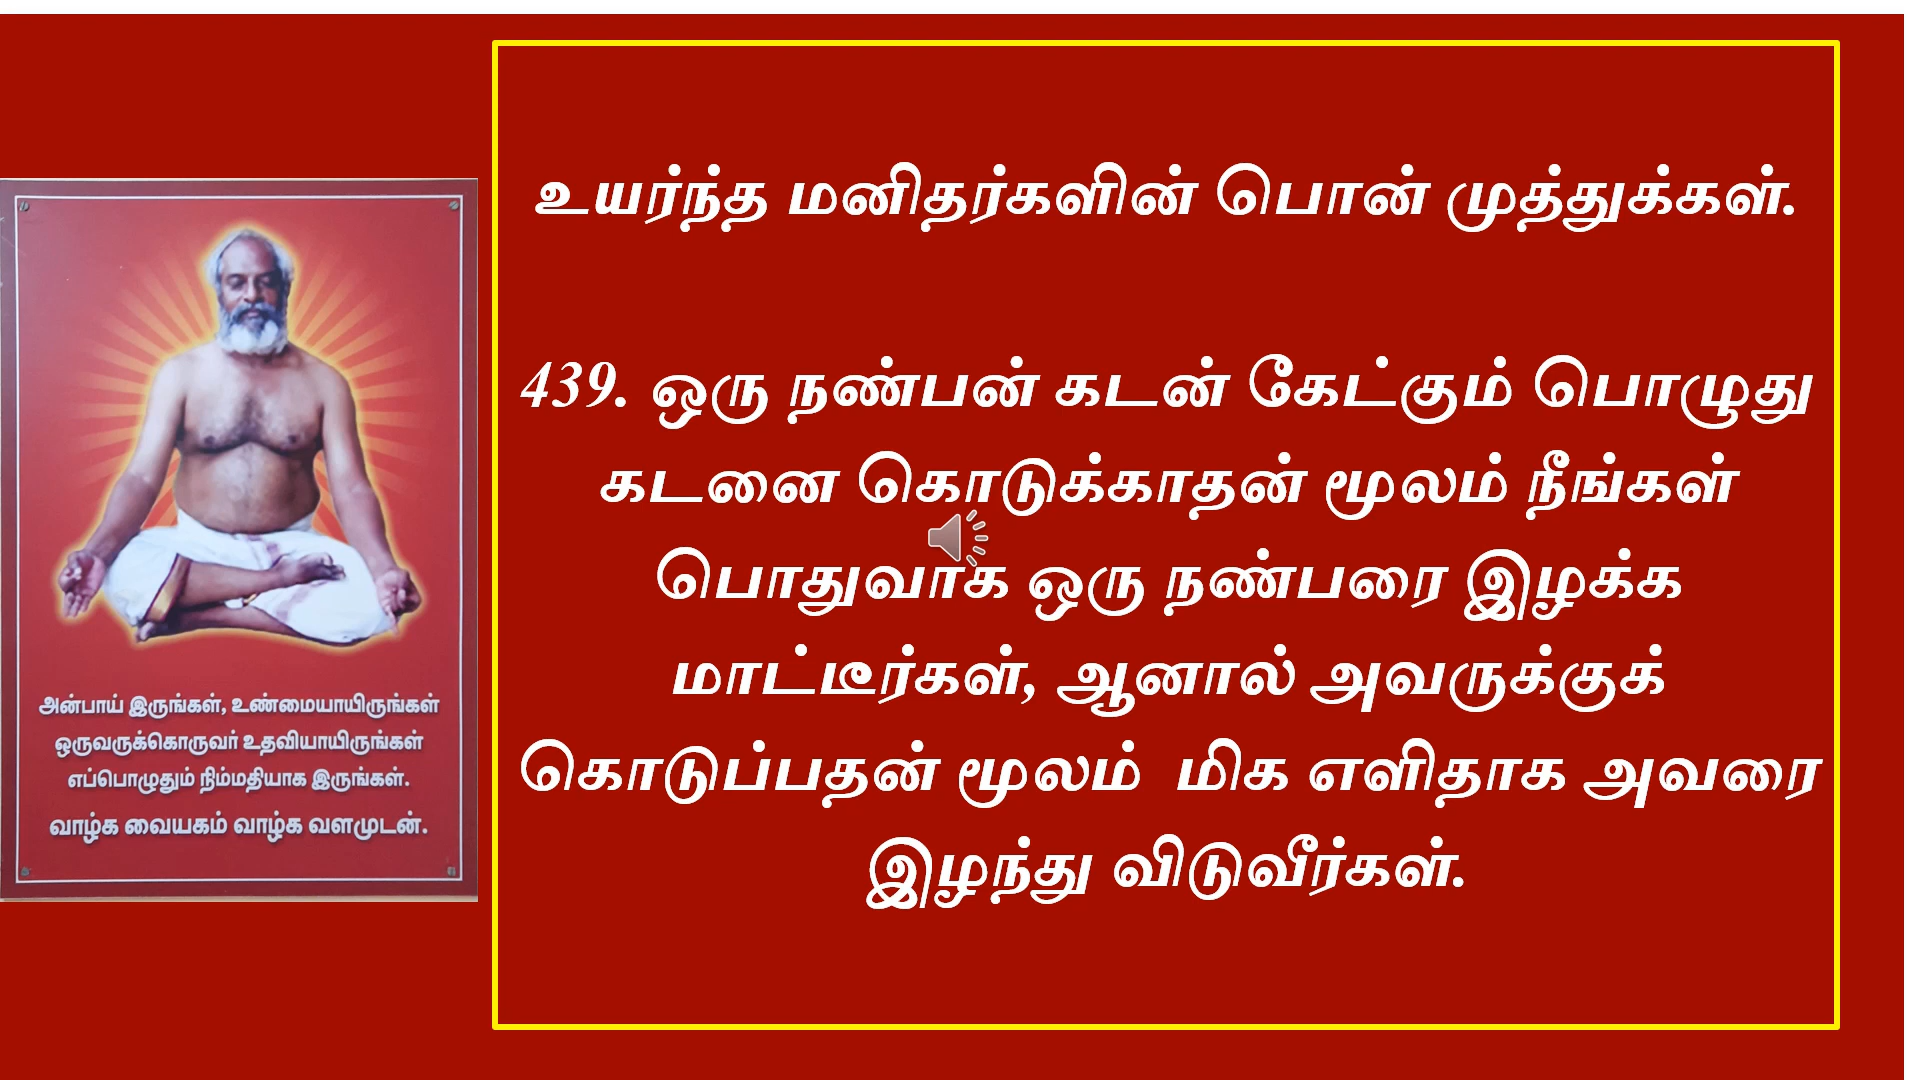 அன்பாய் இருங்கள், உண்மையாயிருங்கள்
ஒருவருக்கொருவர் உதவியாயிருங்கள்
எப்பொழுதும் நிம்மதியாக இருங்கள்.
வாழ்க வையகம் வாழ்க வளமுடன்.
உயர்ந்த மனிதர்களின் பொன் முத்துக்கள்.
439. ஒரு நண்பன் கடன் கேட்கும் பொழுது
கடனை கொடுக்காதன் மூலம் நீங்கள்
பொதுவாக ஒரு நண்பரை இழக்க
மாட்டீர்கள், ஆனால் அவருக்குக்
கொடுப்பதன் மூலம் மிக எளிதாக அவரை
இழந்து விடுவீர்கள்.